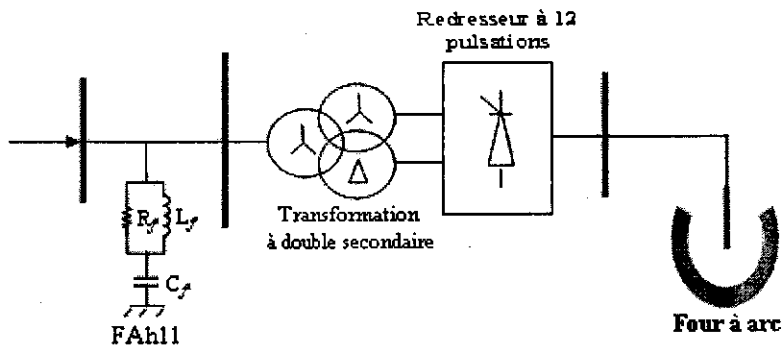 Redresseur à 12
pulsations
R𝒻 L𝒻
C𝒻
FAh11
Transformation
à double secondaire
Four à arc